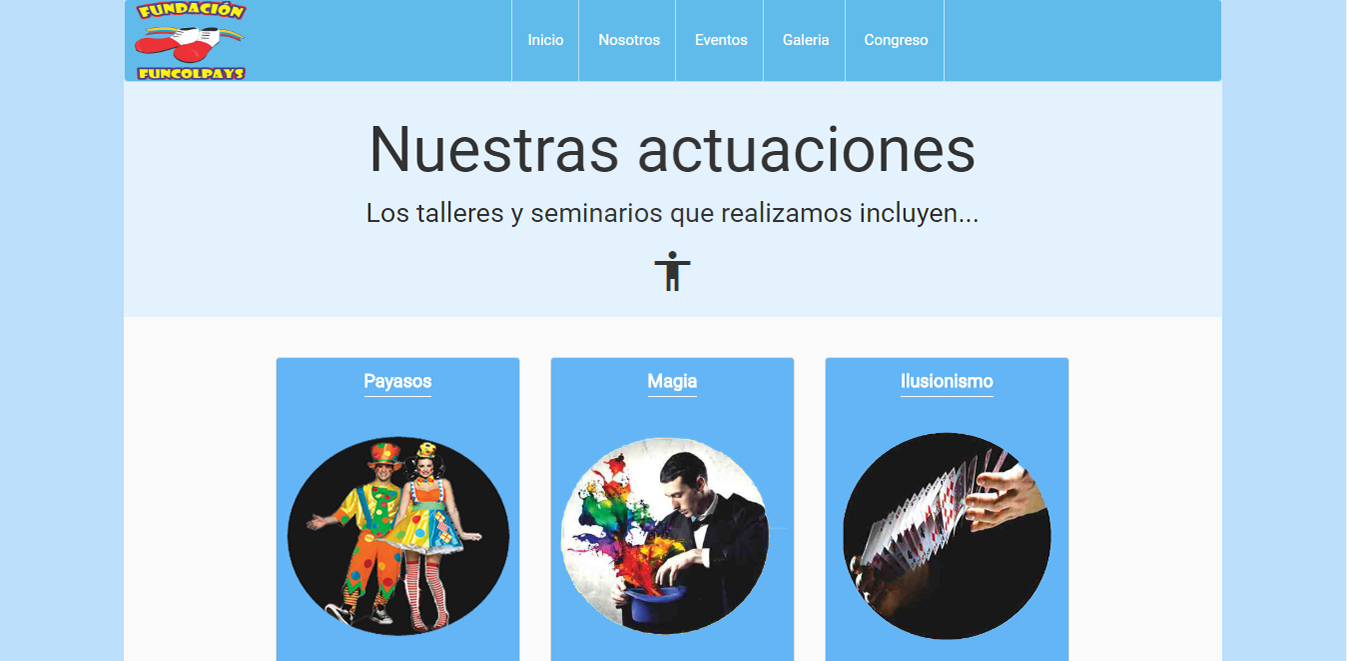 FUNDACIÓN
FUNCOLPAYS
Inicio
Nosotros
Eventos
Galeria
Congreso
Nuestras actuaciones
Los talleres y seminarios que realizamos incluyen...
Payasos
Magia
Ilusionismo